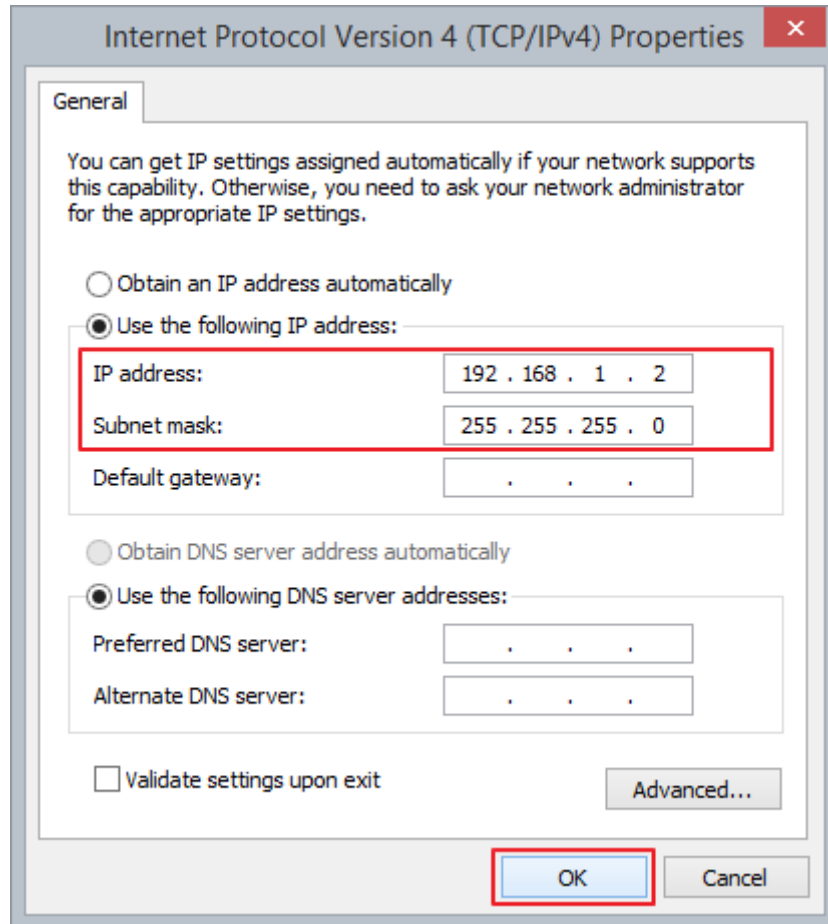 Internet Protocol Version 4 (TCP/IPv4) Properties
General
You can get IP settings assigned automatically if your network supports
this capability. Otherwise, you need to ask your network administrator
for the appropriate IP settings.
Obtain an IP address automatically
Use the following IP address:
IP address: 192 . 168 . 1 . 2
Subnet mask: 255 . 255 . 255 . 0
Default gateway: . . .
Obtain DNS server address automatically
Use the following DNS server addresses:
Preferred DNS server: . . .
Alternate DNS server: . . .
Validate settings upon exit
Advanced...
OK Cancel